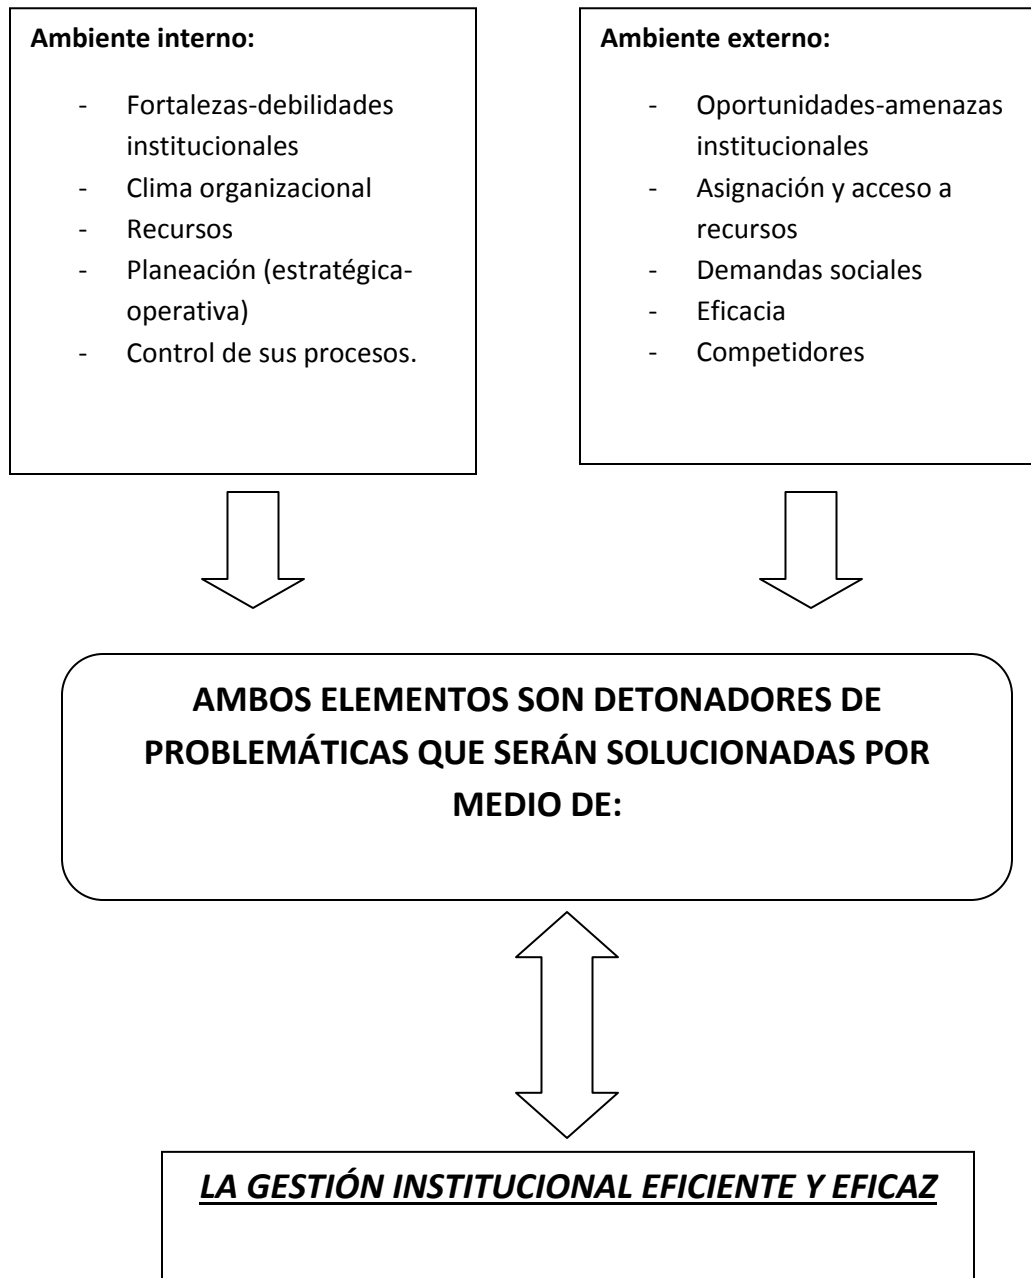 Ambiente interno:
- Fortalezas-debilidades
institucionales
- Clima organizacional
- Recursos
- Planeación (estratégica-
operativa)
- Control de sus procesos.
Ambiente externo:
- Oportunidades-amenazas
institucionales
- Asignación y acceso a
recursos
- Demandas sociales
- Eficacia
- Competidores
AMBOS ELEMENTOS SON DETONADORES DE
PROBLEMÁTICAS QUE SERÁN SOLUCIONADAS POR
MEDIO DE:
LA GESTIÓN INSTITUCIONAL EFICIENTE Y EFICAZ